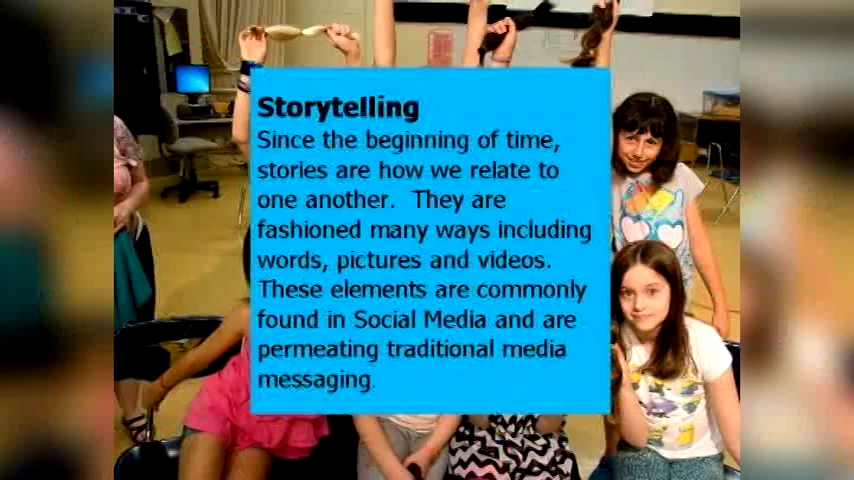 Storytelling
Since the beginning of time,
stories are how we relate to
one another. They are
fashioned many ways including
words, pictures and videos.
These elements are commonly
found in Social Media and are
permeating traditional media
messaging.